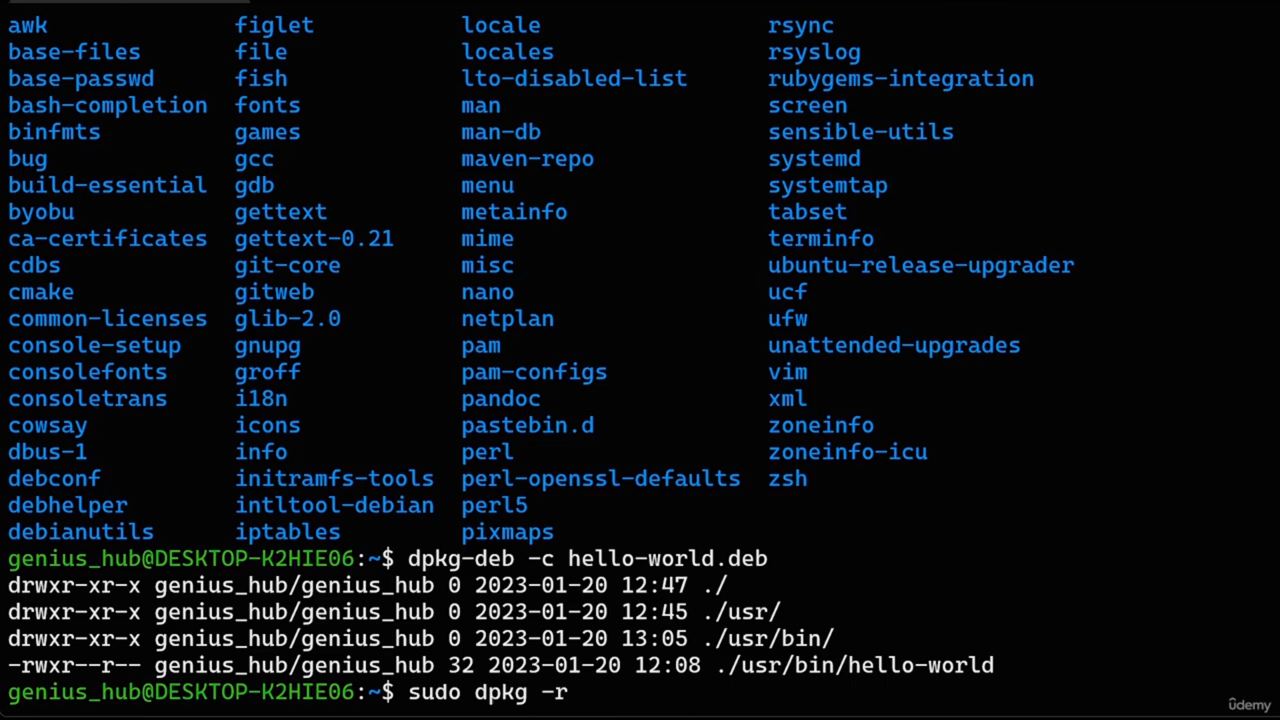 awk figlet locale rsync
base-files file locales rsyslog
base-passwd fish lto-disabled-list rubygems-integration
bash-completion fonts man screen
binfmts games man-db sensible-utils
bug gcc maven-repo systemd
build-essential gdb menu systemtap
byobu gettext metainfo tabset
ca-certificates gettext-0.21 mime terminfo
cdbs git-core misc ubuntu-release-upgrader
cmake gitweb nano ucf
common-licenses glib-2.0 netplan ufw
console-setup gnupg pam unattended-upgrades
consolefonts groff pam-configs vim
consoletrans i18n pandoc xml
cowsay icons pastebin.d zoneinfo
dbus-1 info perl zoneinfo-icu
debconf initramfs-tools perl-openssl-defaults zsh
debhelper intltool-debian perl5
debianutils iptables pixmaps
genius_hub@DESKTOP-K2HIE06:~$ dpkg-deb -c hello-world.deb
drwxr-xr-x genius_hub/genius_hub 0 2023-01-20 12:47 ./
drwxr-xr-x genius_hub/genius_hub 0 2023-01-20 12:45 ./usr/
drwxr-xr-x genius_hub/genius_hub 0 2023-01-20 13:05 ./usr/bin/
-rwxr--r-- genius_hub/genius_hub 32 2023-01-20 12:08 ./usr/bin/hello-world
genius_hub@DESKTOP-K2HIE06:~$ sudo dpkg -r
ûdemy